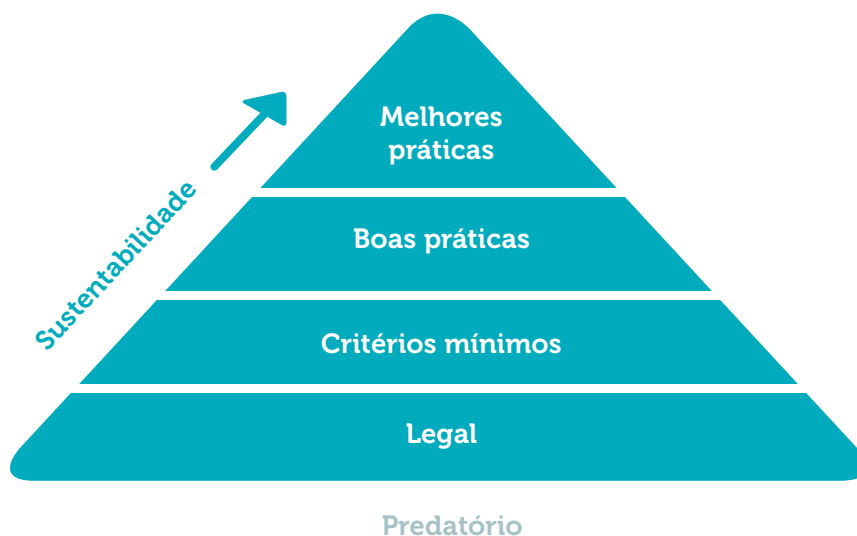 Melhores
práticas
Sustentabilidade
Boas práticas
Critérios mínimos
Legal
Predatório